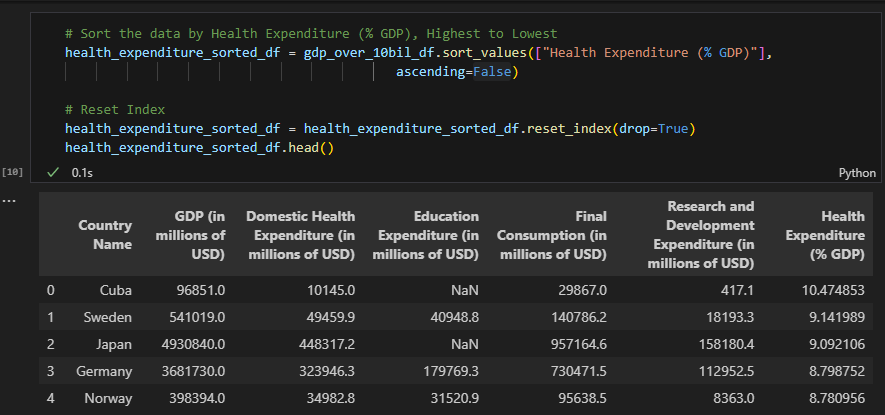 # Sort the data by Health Expenditure (% GDP), Highest to Lowest
health_expenditure_sorted_df = gdp_over_10bil_df.sort_values(["Health Expenditure (% GDP)"],
ascending=False)
# Reset Index
health_expenditure_sorted_df = health_expenditure_sorted_df.reset_index(drop=True)
health_expenditure_sorted_df.head()
[10] ✓ 0.1s Python
...
Country Name GDP (in millions of USD) Domestic Health Expenditure (in millions of USD) Education Expenditure (in millions of USD) Final Consumption (in millions of USD) Research and Development Expenditure (in millions of USD) Health Expenditure (% GDP)
0 Cuba 96851.0 10145.0 NaN 29867.0 417.1 10.474853
1 Sweden 541019.0 49459.9 40948.8 140786.2 18193.3 9.141989
2 Japan 4930840.0 448317.2 NaN 957164.6 158180.4 9.092106
3 Germany 3681730.0 323946.3 179769.3 730471.5 112952.5 8.798752
4 Norway 398394.0 34982.8 31520.9 95638.5 8363.0 8.780956